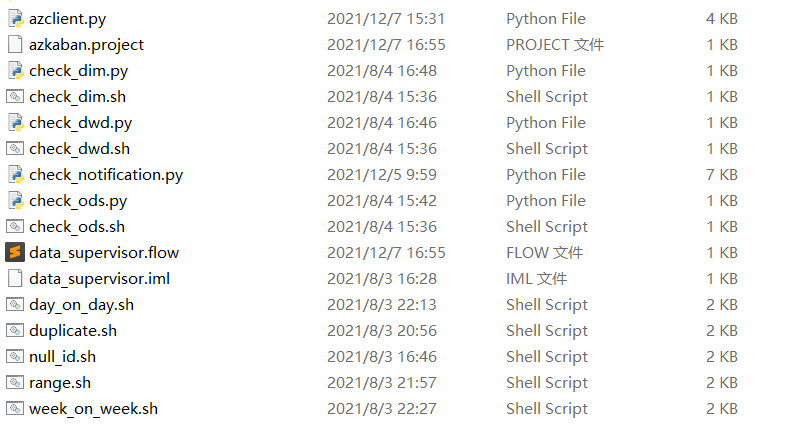 azclient.py 2021/12/7 15:31 Python File 4 KB
azkaban.project 2021/12/7 16:55 PROJECT 文件 1 KB
check_dim.py 2021/8/4 16:48 Python File 1 KB
check_dim.sh 2021/8/4 15:36 Shell Script 1 KB
check_dwd.py 2021/8/4 16:46 Python File 1 KB
check_dwd.sh 2021/8/4 15:36 Shell Script 1 KB
check_notification.py 2021/12/5 9:59 Python File 7 KB
check_ods.py 2021/8/4 15:42 Python File 1 KB
check_ods.sh 2021/8/4 15:36 Shell Script 1 KB
data_supervisor.flow 2021/12/7 16:55 FLOW 文件 1 KB
data_supervisor.iml 2021/8/3 16:28 IML 文件 1 KB
day_on_day.sh 2021/8/3 22:13 Shell Script 2 KB
duplicate.sh 2021/8/3 20:56 Shell Script 2 KB
null_id.sh 2021/8/3 16:46 Shell Script 2 KB
range.sh 2021/8/3 21:57 Shell Script 2 KB
week_on_week.sh 2021/8/3 22:27 Shell Script 2 KB